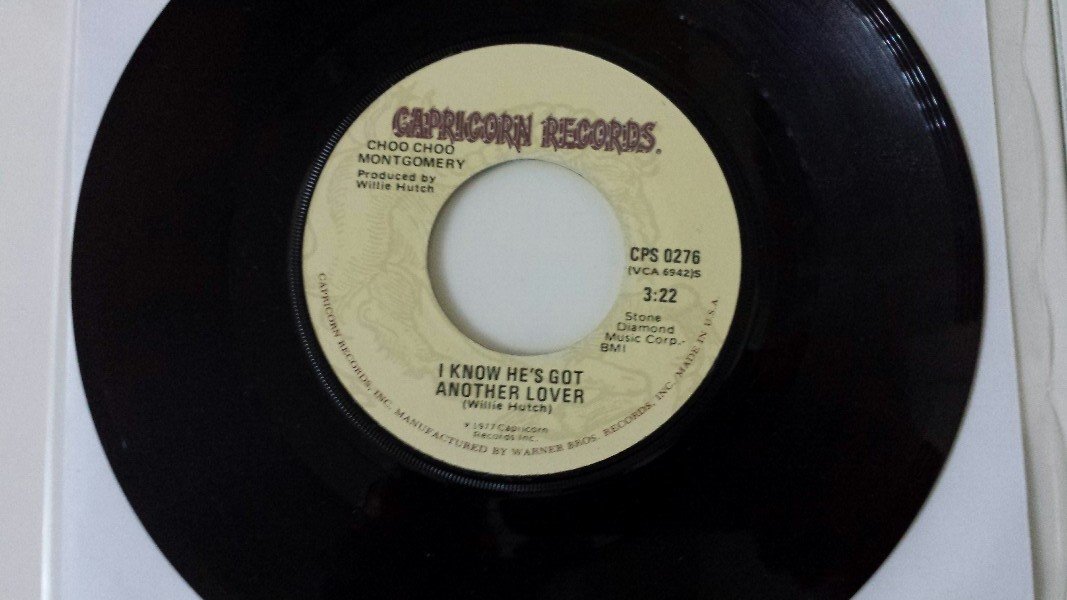 CAPRICORN RECORDS.
CHOO CHOO
MONTGOMERY
Produced by
Willie Hutch
CPS 0276
(VCA 6942)S
3:22
Stone
Diamond
Music Corp.-
BMI
I KNOW HE'S GOT
ANOTHER LOVER
(Willie Hutch)
℗ 1977 Capricorn
Records Inc.
CAPRICORN RECORDS, INC. MANUFACTURED BY WARNER BROS. RECORDS, INC. MADE IN U.S.A